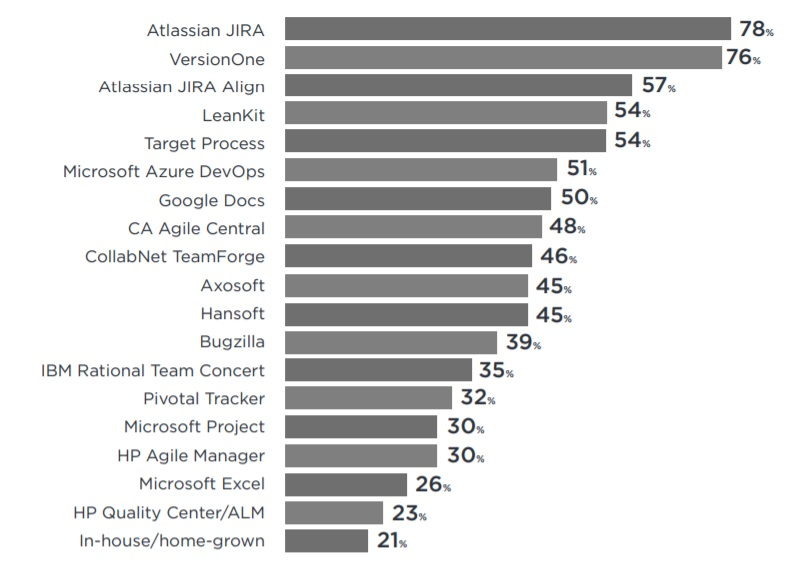 Atlassian JIRA 78%
VersionOne 76%
Atlassian JIRA Align 57%
LeanKit 54%
Target Process 54%
Microsoft Azure DevOps 51%
Google Docs 50%
CA Agile Central 48%
CollabNet TeamForge 46%
Axosoft 45%
Hansoft 45%
Bugzilla 39%
IBM Rational Team Concert 35%
Pivotal Tracker 32%
Microsoft Project 30%
HP Agile Manager 30%
Microsoft Excel 26%
HP Quality Center/ALM 23%
In-house/home-grown 21%